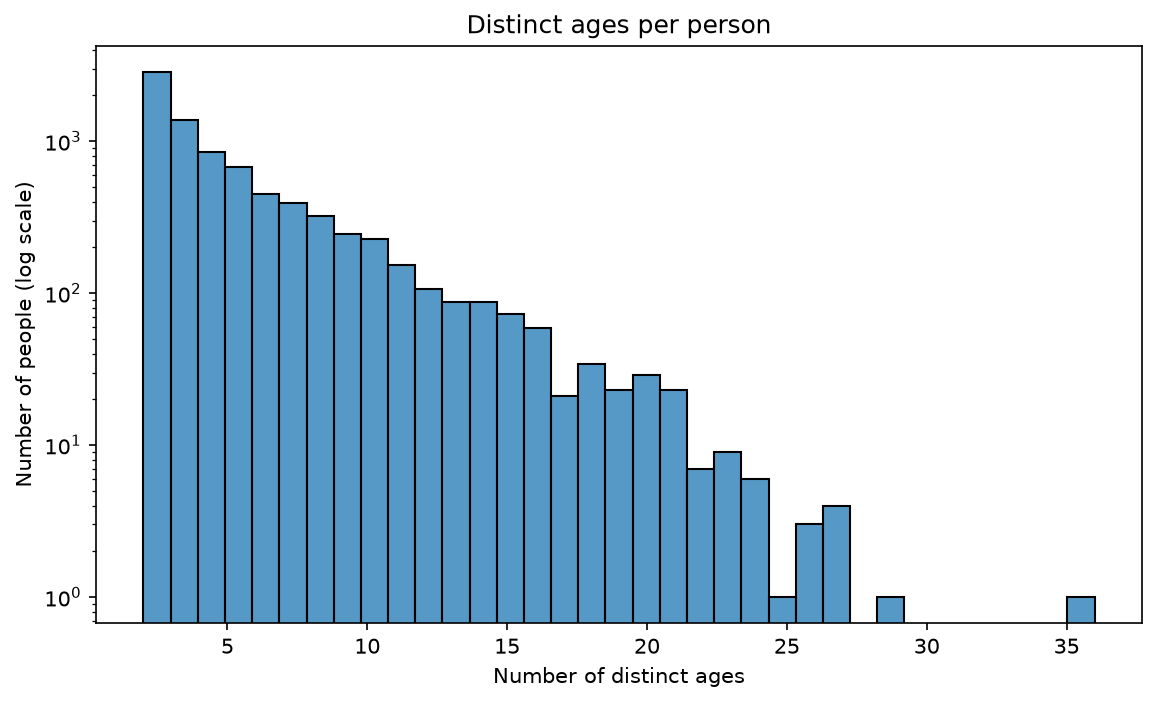 Distinct ages per person
Number of people (log scale)
10³
10²
10¹
10⁰
5 10 15 20 25 30 35
Number of distinct ages